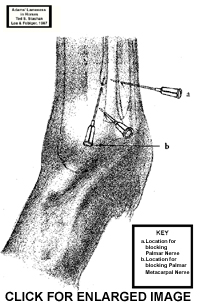 Adams' Lameness
in Horses
Ted S. Stashak
Lea & Febiger, 1987
a
b
KEY
a.Location for
blocking
Palmar Nerve
b.Location for
blocking Palmar
Metacarpal Nerve
CLICK FOR ENLARGED IMAGE